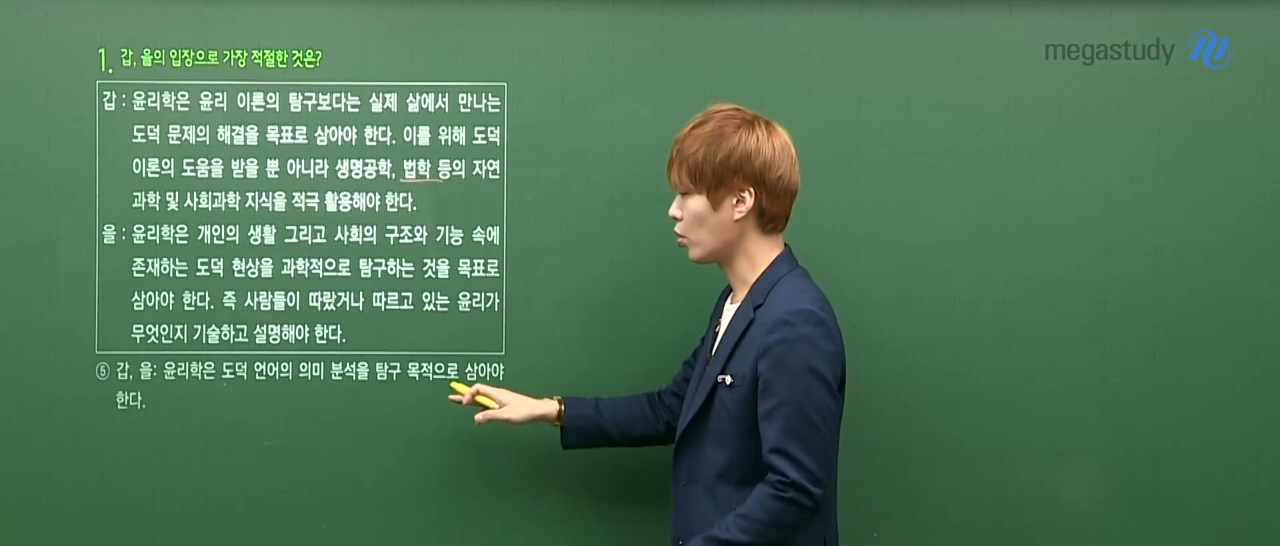 megastudy
1. 갑, 을의 입장으로 가장 적절한 것은?
갑 : 윤리학은 윤리 이론의 탐구보다는 실제 삶에서 만나는
도덕 문제의 해결을 목표로 삼아야 한다. 이를 위해 도덕
이론의 도움을 받을 뿐 아니라 생명공학, 법학 등의 자연
과학 및 사회과학 지식을 적극 활용해야 한다.
을 : 윤리학은 개인의 생활 그리고 사회의 구조와 기능 속에
존재하는 도덕 현상을 과학적으로 탐구하는 것을 목표로
삼아야 한다. 즉 사람들이 따랐거나 따르고 있는 윤리가
무엇인지 기술하고 설명해야 한다.
⑤ 갑, 을: 윤리학은 도덕 언어의 의미 분석을 탐구 목적으로 삼아야
한다.